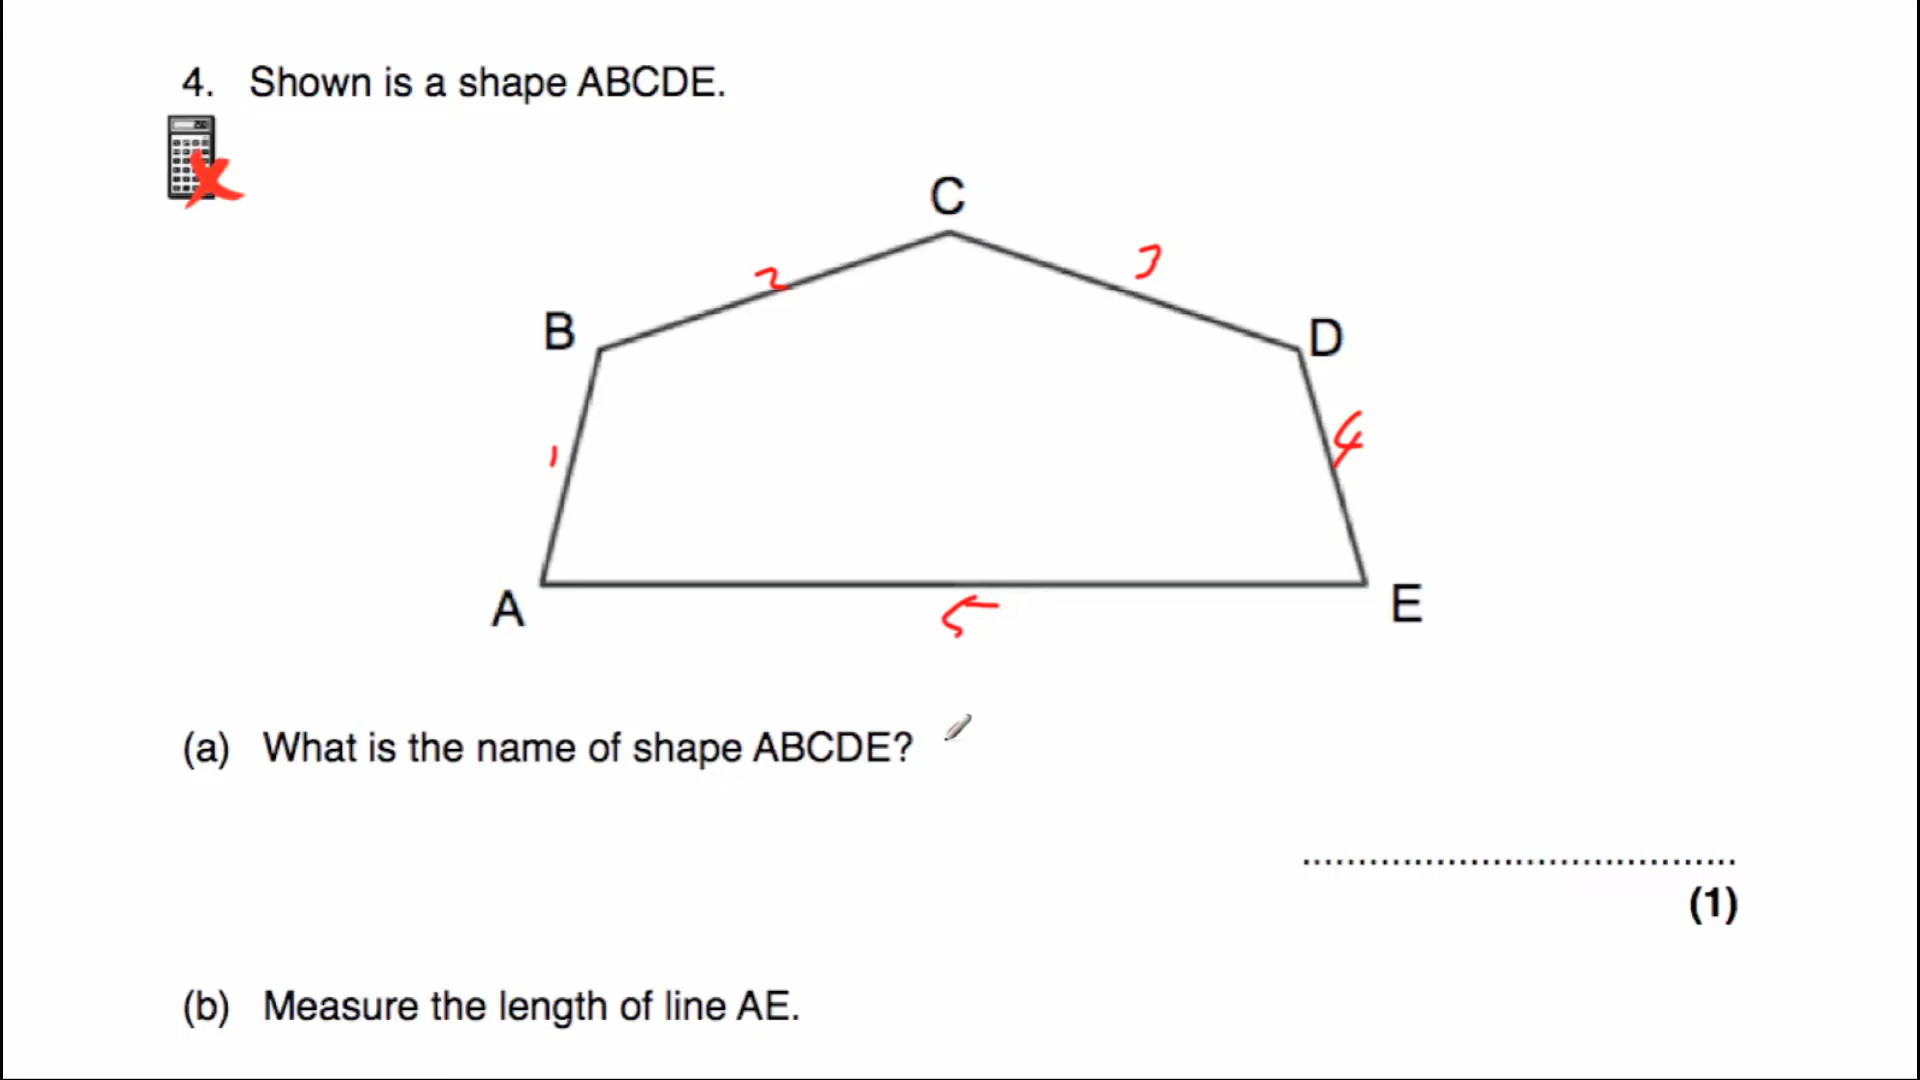 4. Shown is a shape ABCDE.
C
3
2
B
D
4
1
A
E
5
(a) What is the name of shape ABCDE?
........................................
(1)
(b) Measure the length of line AE.